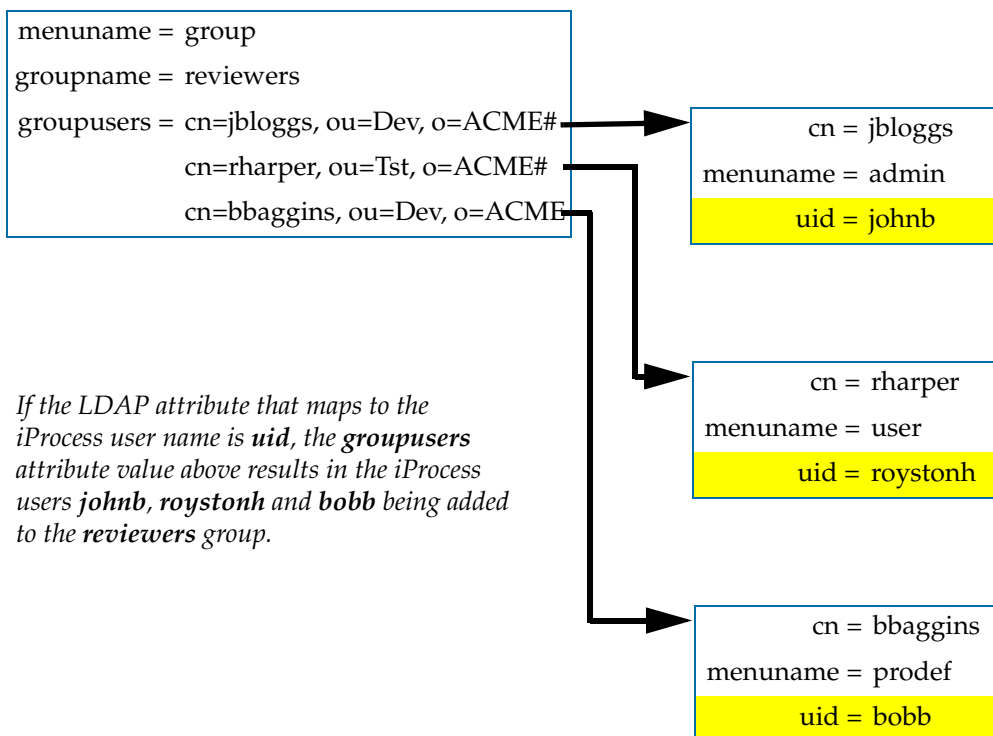 menuname = group
groupname = reviewers
groupusers = cn=jbloggs, ou=Dev, o=ACME#
cn=rharper, ou=Tst, o=ACME#
cn=bbaggins, ou=Dev, o=ACME
cn = jbloggs
menuname = admin
uid = johnb
cn = rharper
menuname = user
uid = roystonh
If the LDAP attribute that maps to the
iProcess user name is uid, the groupusers
attribute value above results in the iProcess
users johnb, roystonh and bobb being added
to the reviewers group.
cn = bbaggins
menuname = prodef
uid = bobb